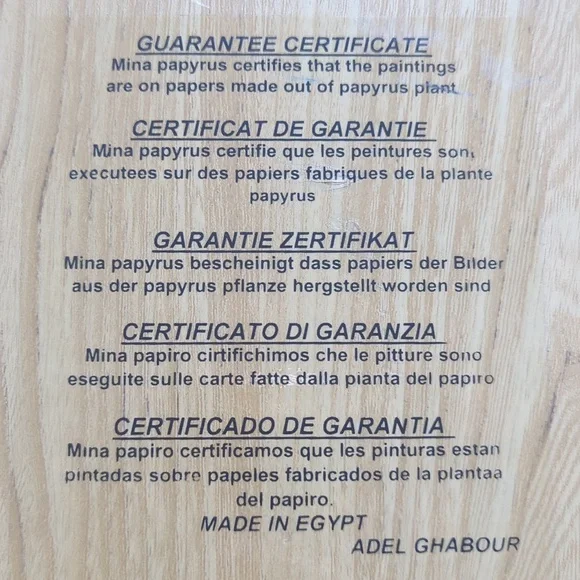 GUARANTEE CERTIFICATE
Mina papyrus certifies that the paintings
are on papers made out of papyrus plant
CERTIFICAT DE GARANTIE
Mina papyrus certifie que les peintures sont
executees sur des papiers fabriques de la plante
papyrus
GARANTIE ZERTIFIKAT
Mina papyrus bescheinigt dass papiers der Bilder
aus der papyrus pflanze hergstellt worden sind
CERTIFICATO DI GARANZIA
Mina papiro cirtifichimos che le pitture sono
eseguite sulle carte fatte dalla pianta del papiro
CERTIFICADO DE GARANTIA
Mina papiro certificamos que les pinturas estan
pintadas sobre papeles fabricados de la plantaa
del papiro.
MADE IN EGYPT
ADEL GHABOUR